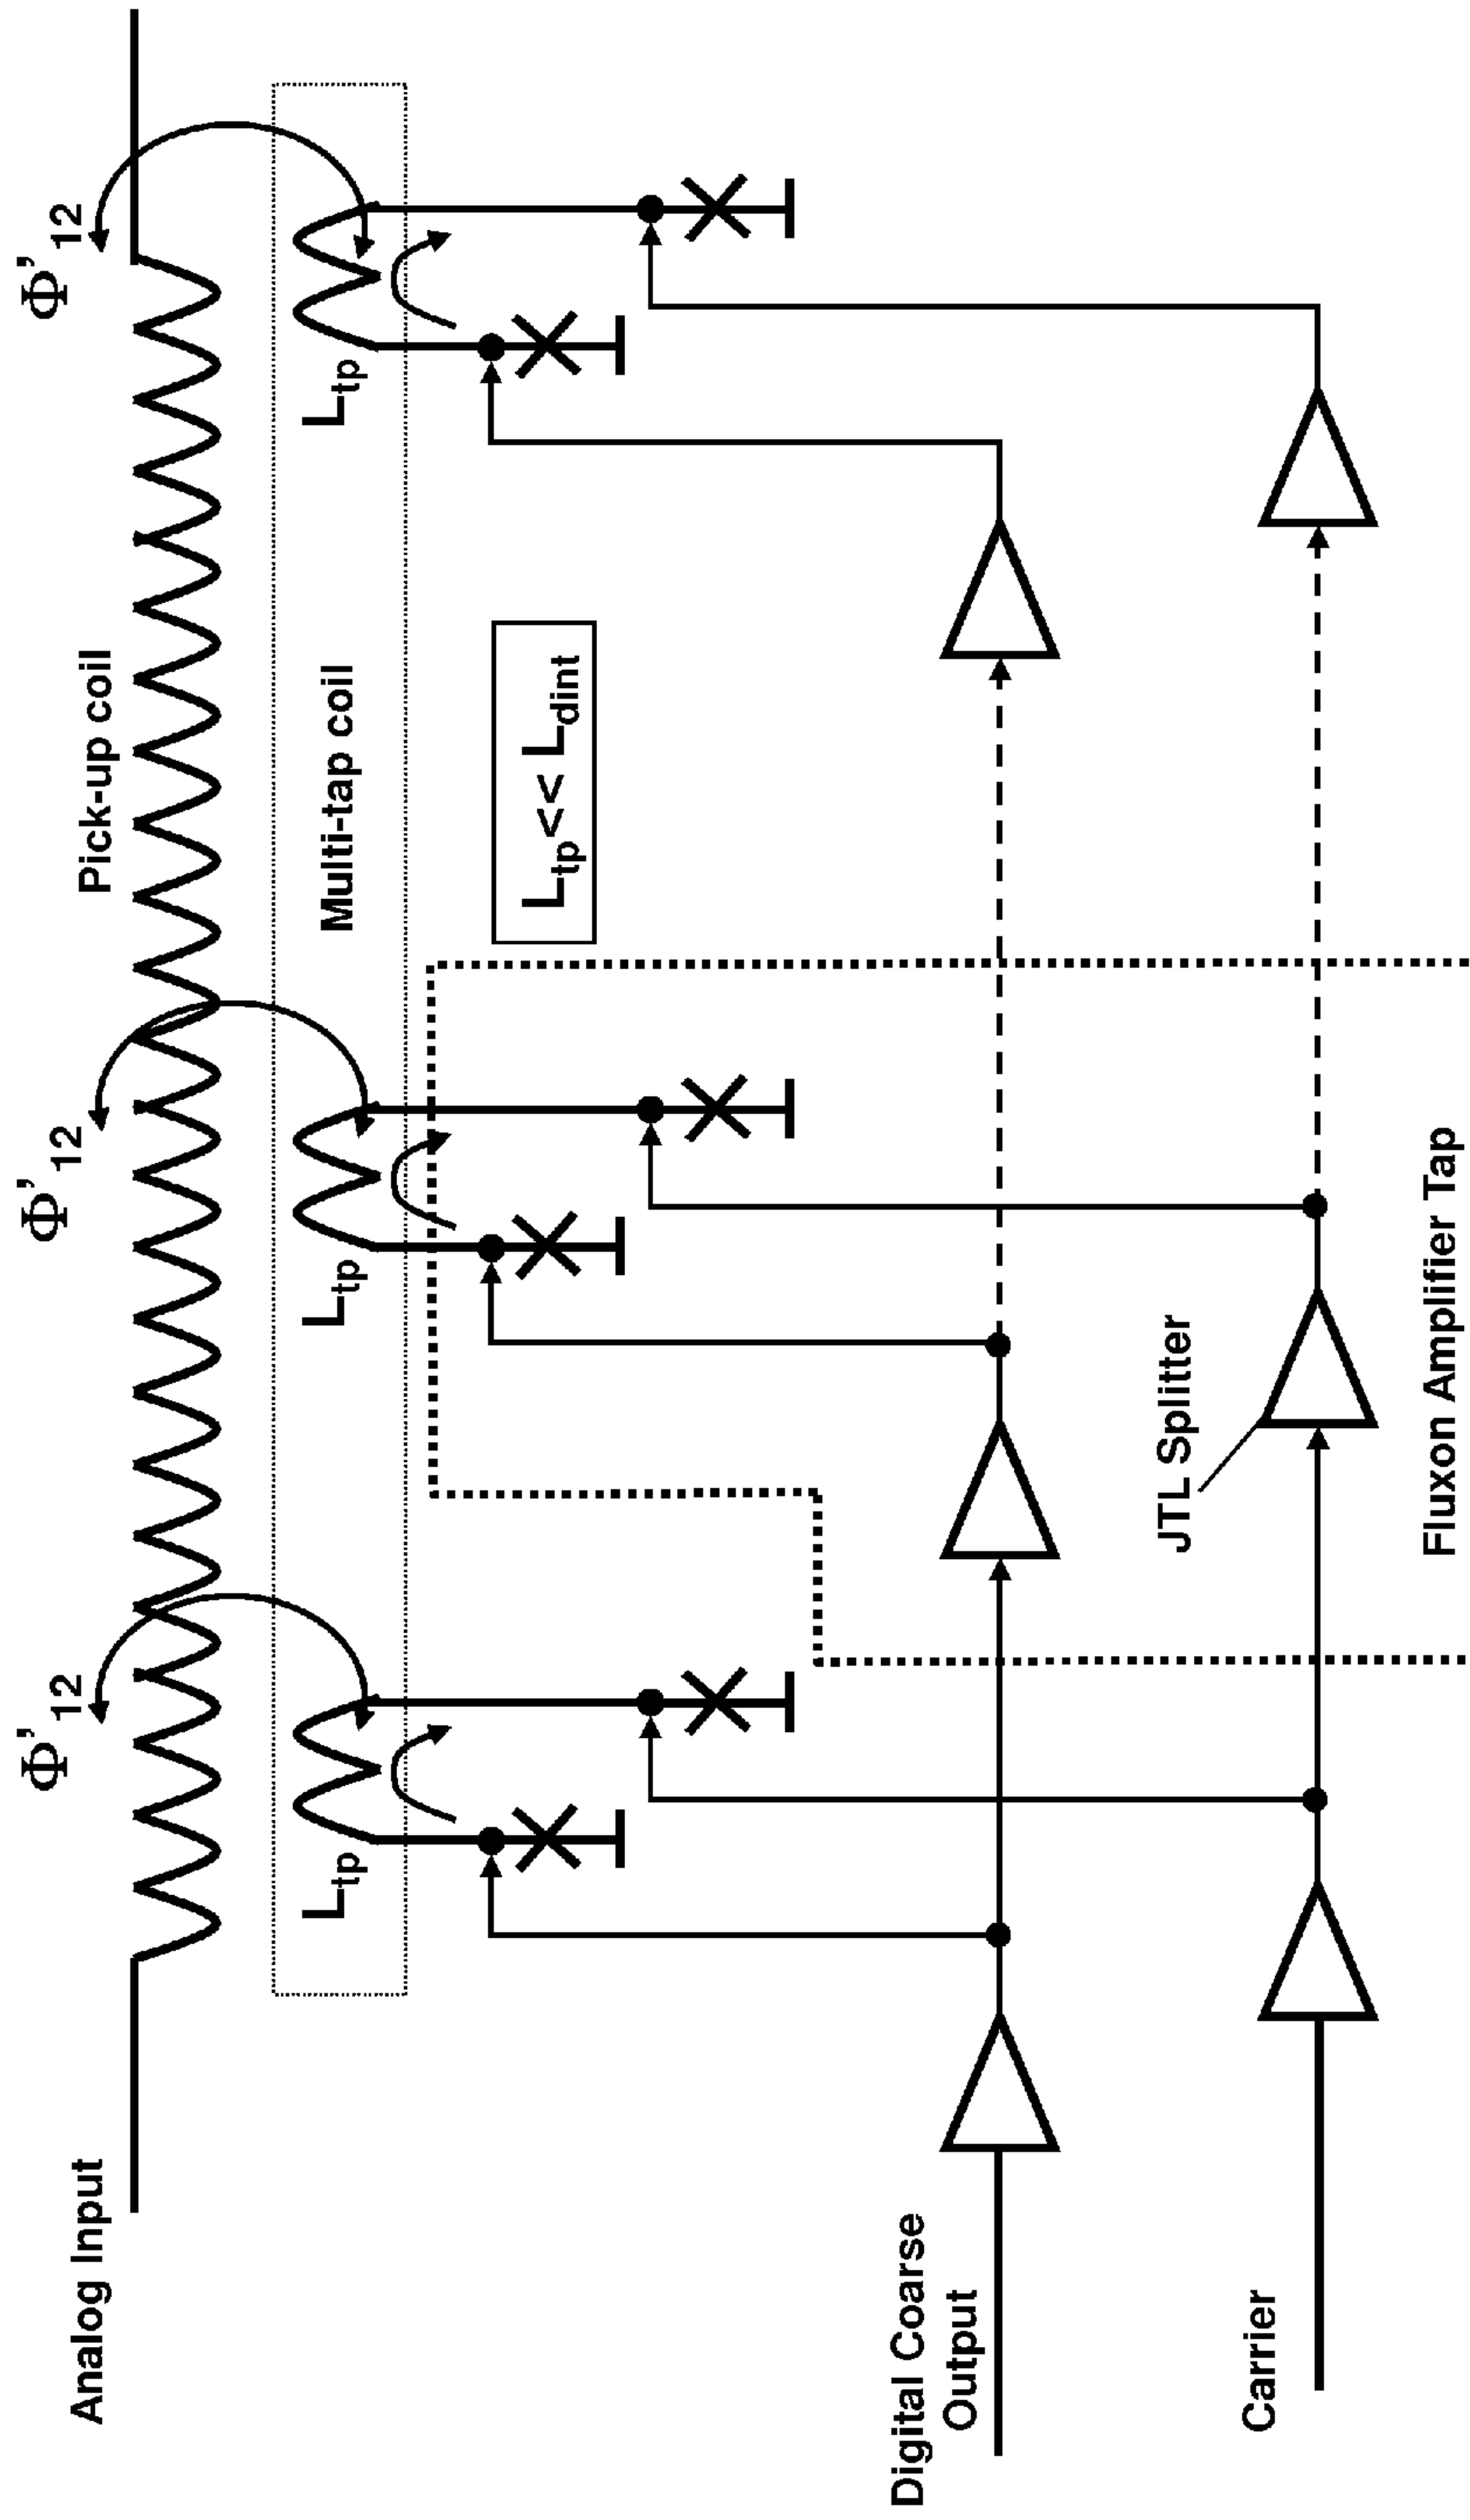 Analog Input
Pick-up coil
Φ'12
Φ'12
Φ'12
Multi-tap coil
Ltp
Ltp
Ltp
Ltp << Ldint
Digital Coarse
Output
JTL Splitter
Carrier
Fluxon Amplifier Tap